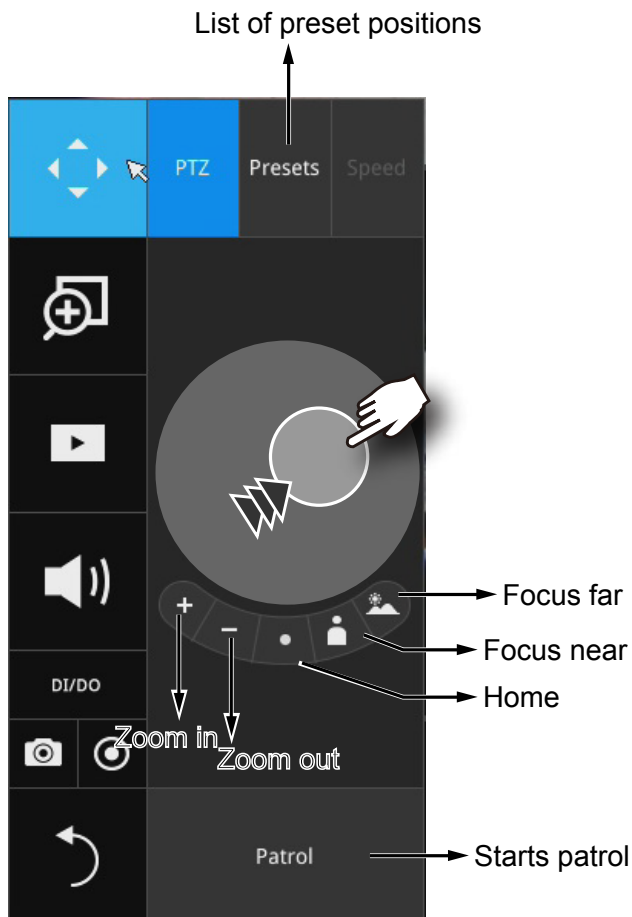 List of preset positions
PTZ
Presets
Speed
Focus far
Focus near
Home
DI/DO
Zoom in
Zoom out
Patrol
Starts patrol